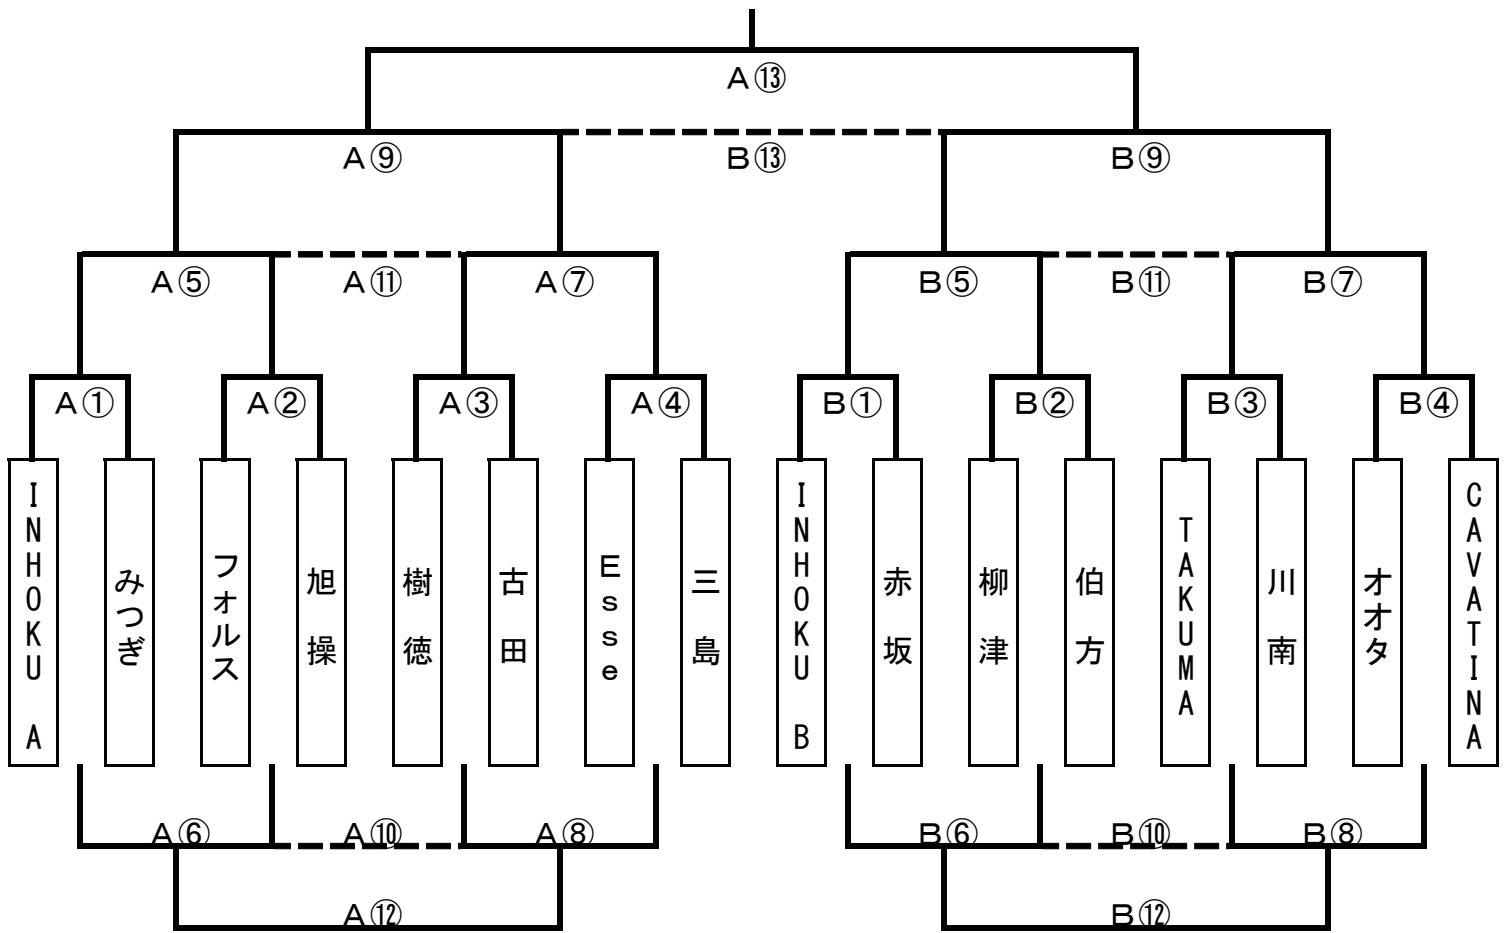 A⑬
A⑨ B⑬ B⑨
A⑤ A⑪ A⑦ B⑤ B⑪ B⑦
A① A② A③ A④ B① B② B③ B④
INHOKU A
みつぎ
フォルス
旭操
樹徳
古田
Esse
三島
INHOKU B
赤坂
柳津
伯方
TAKUMA
川南
オオタ
CAVATINA
A⑥ A⑩ A⑧ B⑥ B⑩ B⑧
A⑫ B⑫